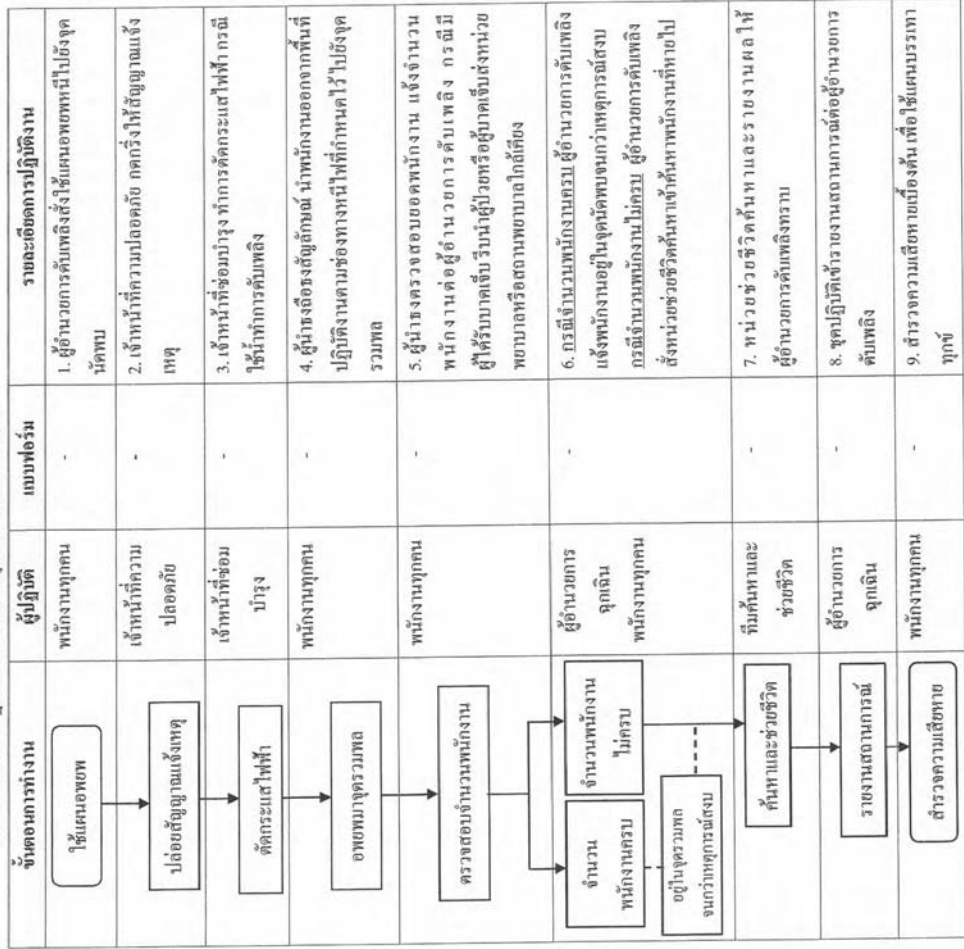 ขั้นตอนการทำงาน
ผู้ปฏิบัติ
แบบฟอร์ม
รายละเอียดการปฏิบัติงาน
ใช้แผนอพยพ
พนักงานทุกคน
-
1. ผู้อำนวยการดับเพลิงสั่งใช้แผนอพยพหนีไปยังจุด
นัดพบ
ปล่อยสัญญาณแจ้งเหตุ
เจ้าหน้าที่ความ
ปลอดภัย
-
2. เจ้าหน้าที่ความปลอดภัย กดกริ่งให้สัญญาณแจ้ง
เหตุ
ตัดกระแสไฟฟ้า
เจ้าหน้าที่ซ่อม
บำรุง
-
3. เจ้าหน้าที่ซ่อมบำรุง ทำการตัดกระแสไฟฟ้า กรณี
ใช้น้ำทำการดับเพลิง
อพยพมาจุดรวมพล
พนักงานทุกคน
-
4. ผู้นำธงถือธงสัญลักษณ์ นำพนักงานออกจากพื้นที่
ปฏิบัติงานตามช่องทางหนีไฟที่กำหนดไว้ไปยังจุด
รวมพล
ตรวจสอบจำนวนพนักงาน
พนักงานทุกคน
-
5. ผู้นำธงตรวจสอบยอดพนักงาน แจ้งจำนวน
พนักงานต่อผู้อำนวยการดับเพลิง กรณีมี
ผู้ได้รับบาดเจ็บ รีบนำผู้ป่วยหรือผู้บาดเจ็บส่งหน่วย
พยาบาลหรือสถานพยาบาลใกล้เคียง
จำนวน
พนักงานครบ
จำนวนพนักงาน
ไม่ครบ
อยู่ในจุดรวมพล
จนกว่าเหตุการณ์สงบ
ผู้อำนวยการ
ฉุกเฉิน
พนักงานทุกคน
-
6. กรณีจำนวนพนักงานครบ ผู้อำนวยการดับเพลิง
แจ้งพนักงานอยู่ในจุดนัดพบจนกว่าเหตุการณ์สงบ
กรณีจำนวนพนักงานไม่ครบ ผู้อำนวยการดับเพลิง
สั่งหน่วยช่วยชีวิตค้นหาเข้าค้นหาพนักงานที่หายไป
ค้นหาและช่วยชีวิต
ทีมค้นหาและ
ช่วยชีวิต
-
7. หน่วยช่วยชีวิตค้นหาและรายงานผลให้
ผู้อำนวยการดับเพลิงทราบ
รายงานสถานการณ์
ผู้อำนวยการ
ฉุกเฉิน
-
8. ชุดปฏิบัติเข้ารายงานสถานการณ์ต่อผู้อำนวยการ
ดับเพลิง
สำรวจความเสียหาย
พนักงานทุกคน
-
9. สำรวจความเสียหายเบื้องต้น เพื่อใช้แผนบรรเทา
ทุกข์